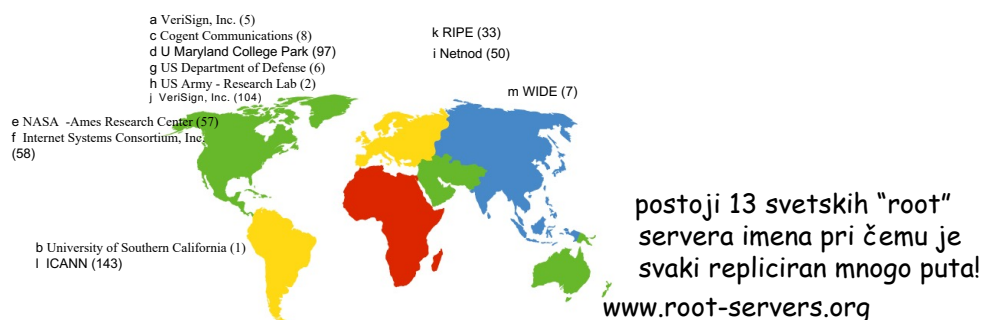 a VeriSign, Inc. (5)
c Cogent Communications (8)
d U Maryland College Park (97)
g US Department of Defense (6)
h US Army - Research Lab (2)
j VeriSign, Inc. (104)
k RIPE (33)
i Netnod (50)
m WIDE (7)
e NASA -Ames Research Center (57)
f Internet Systems Consortium, Inc.
(58)
b University of Southern California (1)
l ICANN (143)
postoji 13 svetskih “root”
servera imena pri čemu je
svaki repliciran mnogo puta!
www.root-servers.org